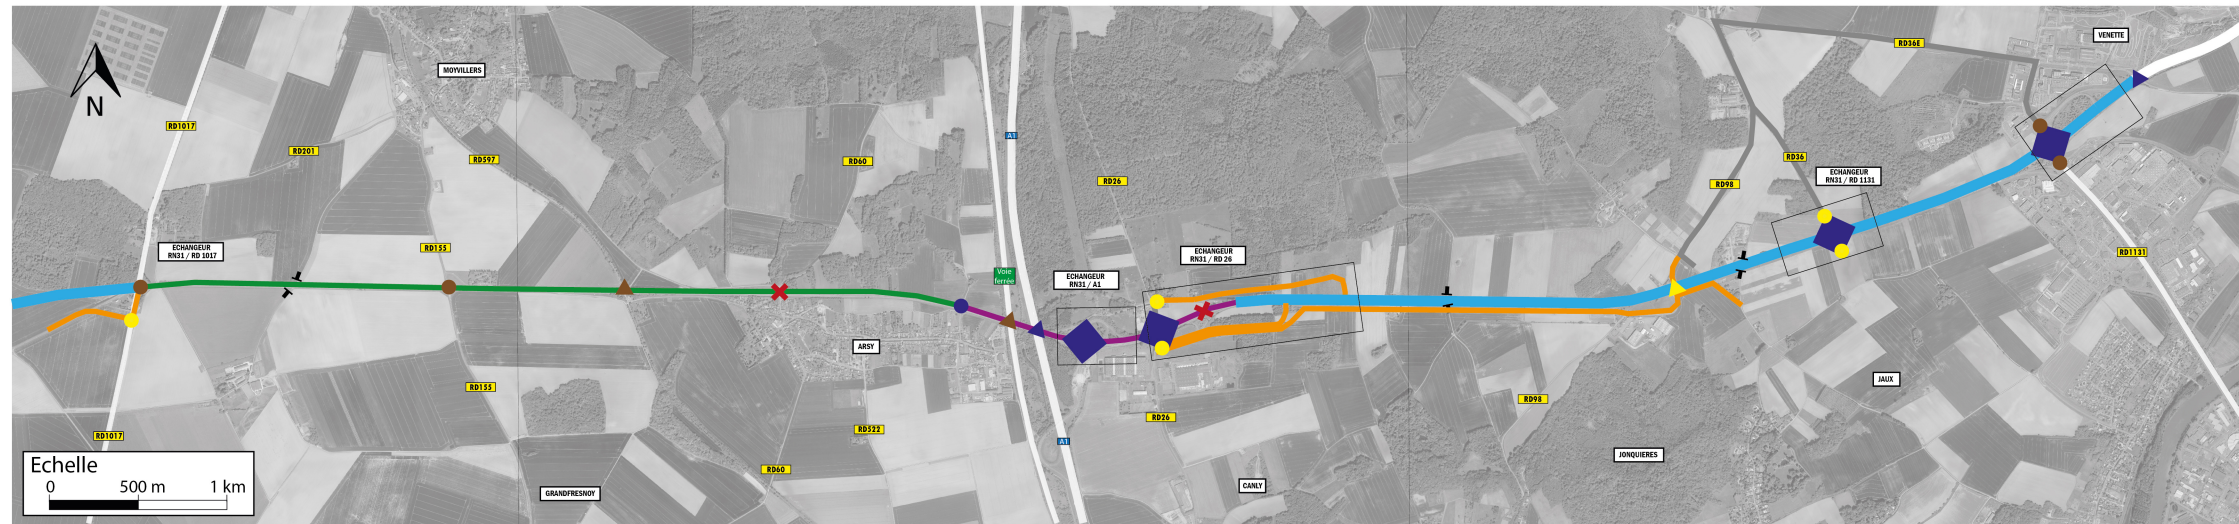 RD36E
VENETTE
MOYVILLERS
N
RD1017
RD201
RD597
RD60
A1
RD26
RD36
RD98
ECHANGEUR
RN31 / RD 1131
ECHANGEUR
RN31 / RD 1017
RD155
Voie
ferrée
ECHANGEUR
RN31 / A1
ECHANGEUR
RN31 / RD 26
RD1131
ARSY
RD155
JAUX
RD98
RD26
RD522
RD1017
A1
RD60
JONQUIERES
CANLY
GRANDFRESNOY
Echelle
0 500 m 1 km